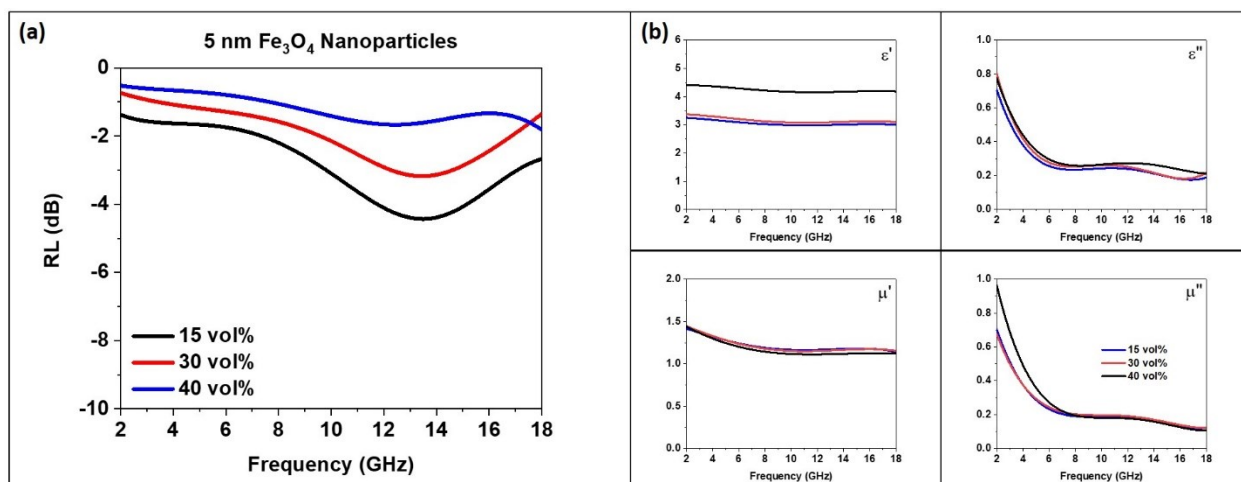 (a)
5 nm Fe₃O₄ Nanoparticles
0
-2
-4
-6
-8
-10
RL (dB)
15 vol%
30 vol%
40 vol%
2 4 6 8 10 12 14 16 18
Frequency (GHz)
(b)
ε'
6
5
4
3
2
1
0
2 4 6 8 10 12 14 16 18
Frequency (GHz)
ε"
1.0
0.8
0.6
0.4
0.2
0.0
2 4 6 8 10 12 14 16 18
Frequency (GHz)
μ'
2.0
1.5
1.0
0.5
0.0
2 4 6 8 10 12 14 16 18
Frequency (GHz)
μ"
1.0
0.8
0.6
0.4
0.2
0.0
15 vol%
30 vol%
40 vol%
2 4 6 8 10 12 14 16 18
Frequency (GHz)